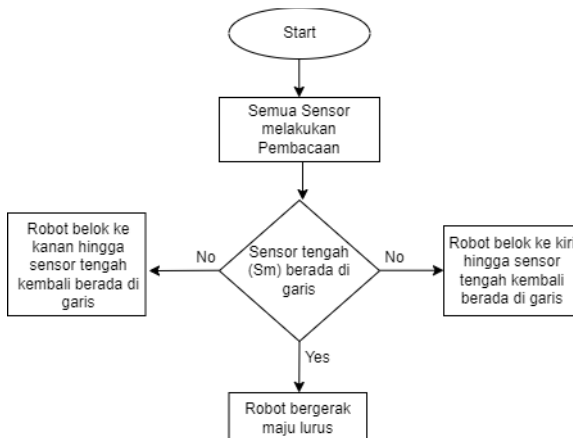 Start
Semua Sensor
melakukan
Pembacaan
Robot belok ke
kanan hingga
sensor tengah
kembali berada di
garis
No
Sensor tengah
(Sm) berada di
garis
No
Robot belok ke kiri
hingga sensor
tengah kembali
berada di garis
Yes
Robot bergerak
maju lurus